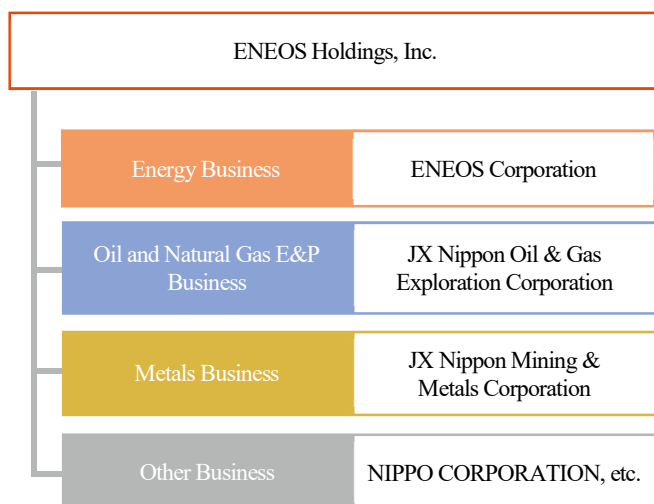 ENEOS Holdings, Inc.
Energy Business
ENEOS Corporation
Oil and Natural Gas E&P
Business
JX Nippon Oil & Gas
Exploration Corporation
Metals Business
JX Nippon Mining &
Metals Corporation
Other Business
NIPPO CORPORATION, etc.